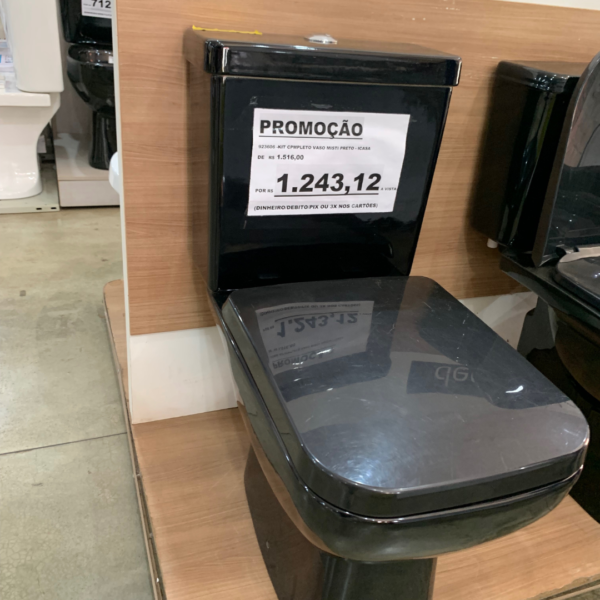 712
PROMOÇÃO
KIT CPMPLETO VASO MISTI PRETO - ICASA
DE R$ 1.516,00
POR R$ 1.243,12 A VISTA
(DINHEIRO/DEBITO/PIX OU 3X NOS CARTÕES)